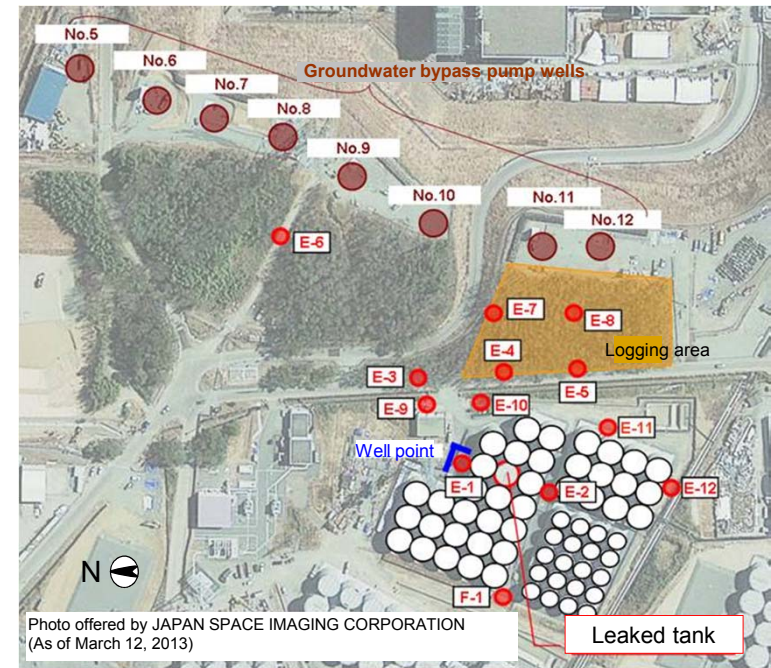 No.5
No.6
No.7
Groundwater bypass pump wells
No.8
No.9
No.10
No.11
No.12
E-6
E-7
E-8
E-4
Logging area
E-3
E-5
E-9
E-10
E-11
Well point
E-1
E-2
E-12
N
F-1
Photo offered by JAPAN SPACE IMAGING CORPORATION
(As of March 12, 2013)
Leaked tank